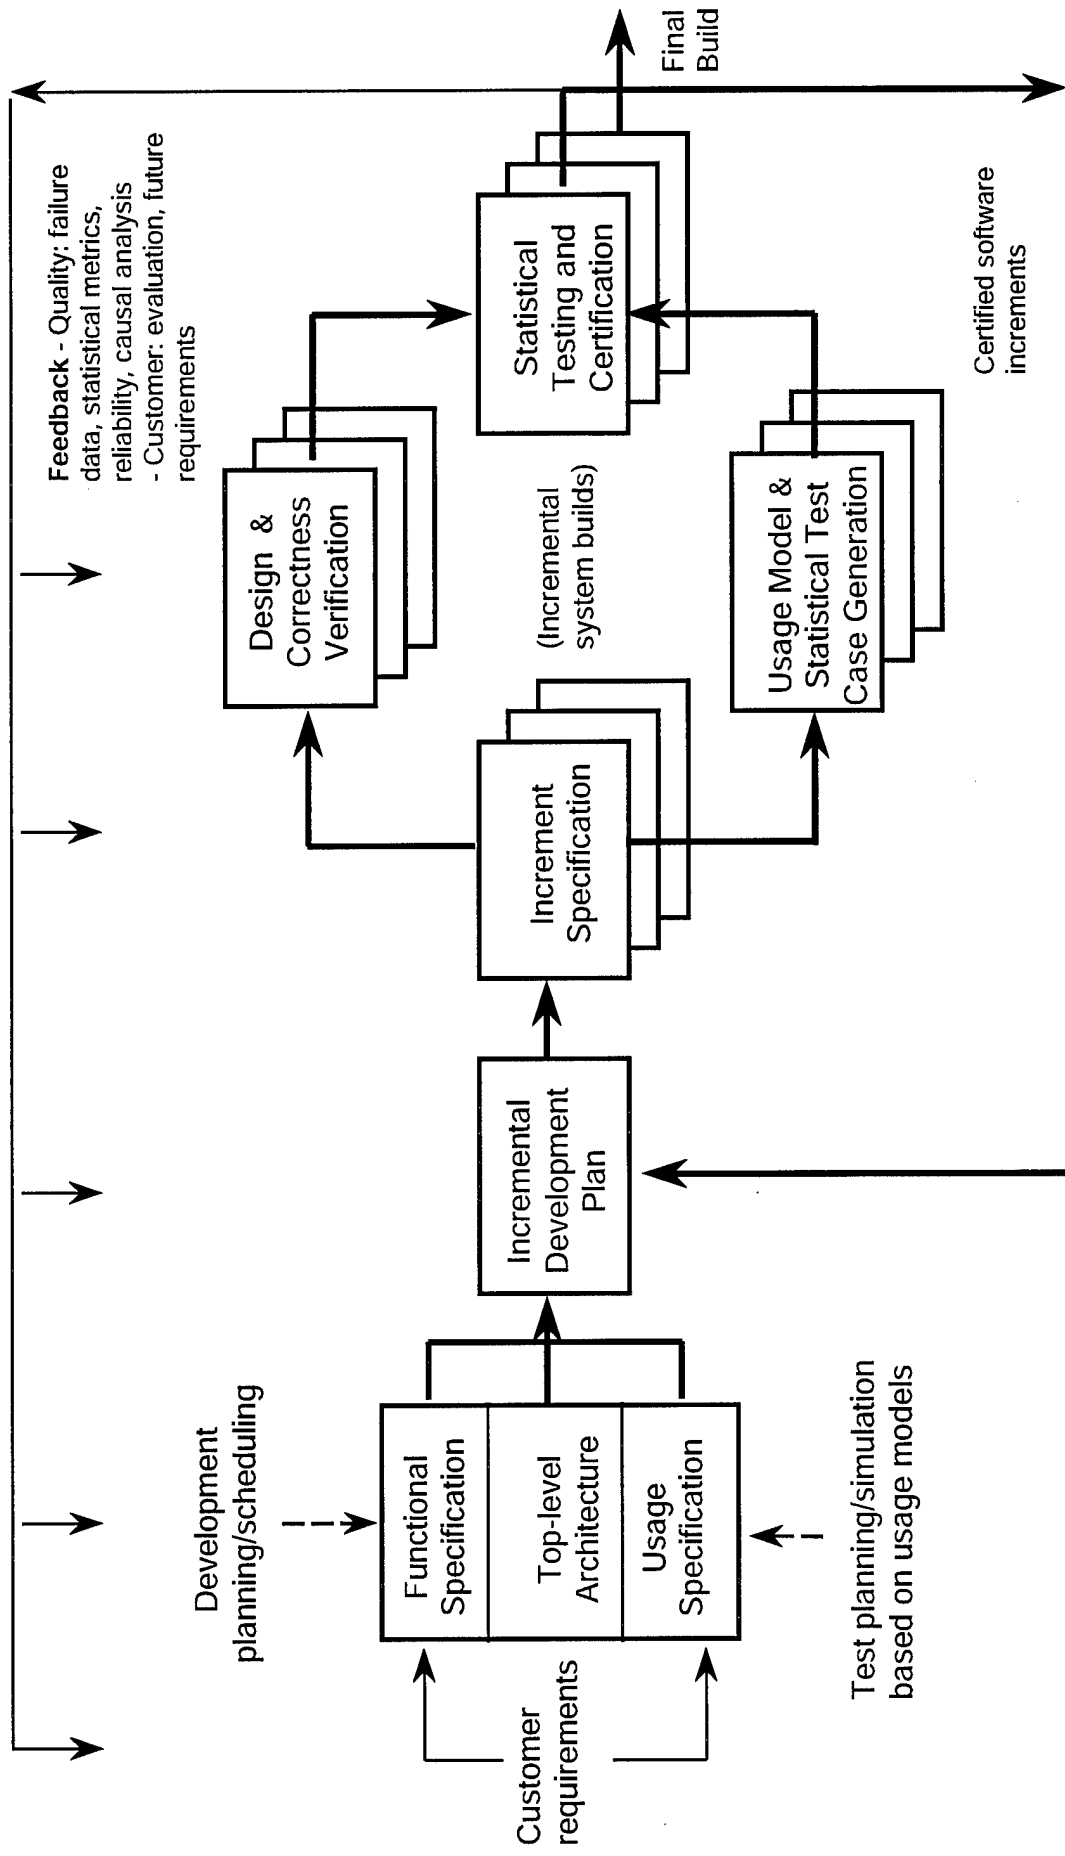 Feedback - Quality: failure
data, statistical metrics,
reliability, causal analysis
- Customer: evaluation, future
requirements
Development
planning/scheduling
Customer
requirements
Functional
Specification
Top-level
Architecture
Usage
Specification
Test planning/simulation
based on usage models
Incremental
Development
Plan
Increment
Specification
Design &
Correctness
Verification
(Incremental
system builds)
Usage Model &
Statistical Test
Case Generation
Statistical
Testing and
Certification
Final
Build
Certified software
increments